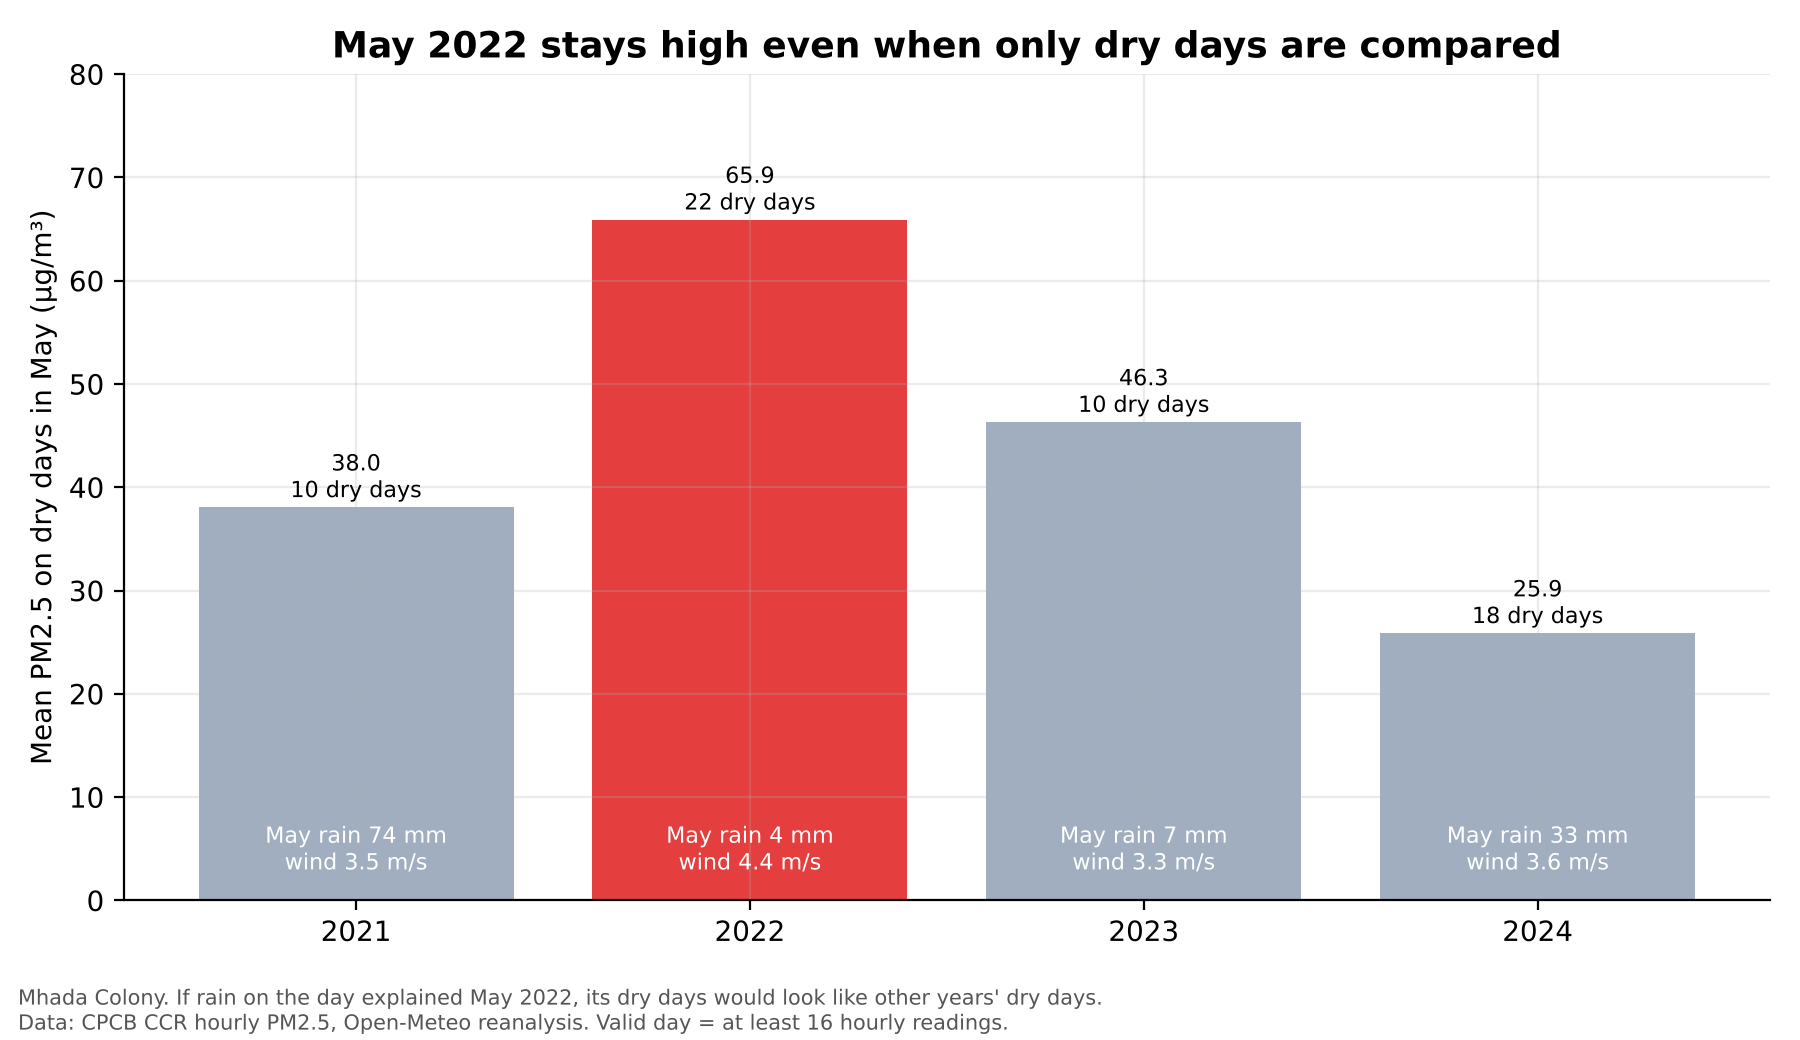 May 2022 stays high even when only dry days are compared
Mean PM2.5 on dry days in May (µg/m³)
80
70
60
50
40
30
20
10
0
38.0
10 dry days
May rain 74 mm
wind 3.5 m/s
65.9
22 dry days
May rain 4 mm
wind 4.4 m/s
46.3
10 dry days
May rain 7 mm
wind 3.3 m/s
25.9
18 dry days
May rain 33 mm
wind 3.6 m/s
2021
2022
2023
2024
Mhada Colony. If rain on the day explained May 2022, its dry days would look like other years' dry days.
Data: CPCB CCR hourly PM2.5, Open-Meteo reanalysis. Valid day = at least 16 hourly readings.